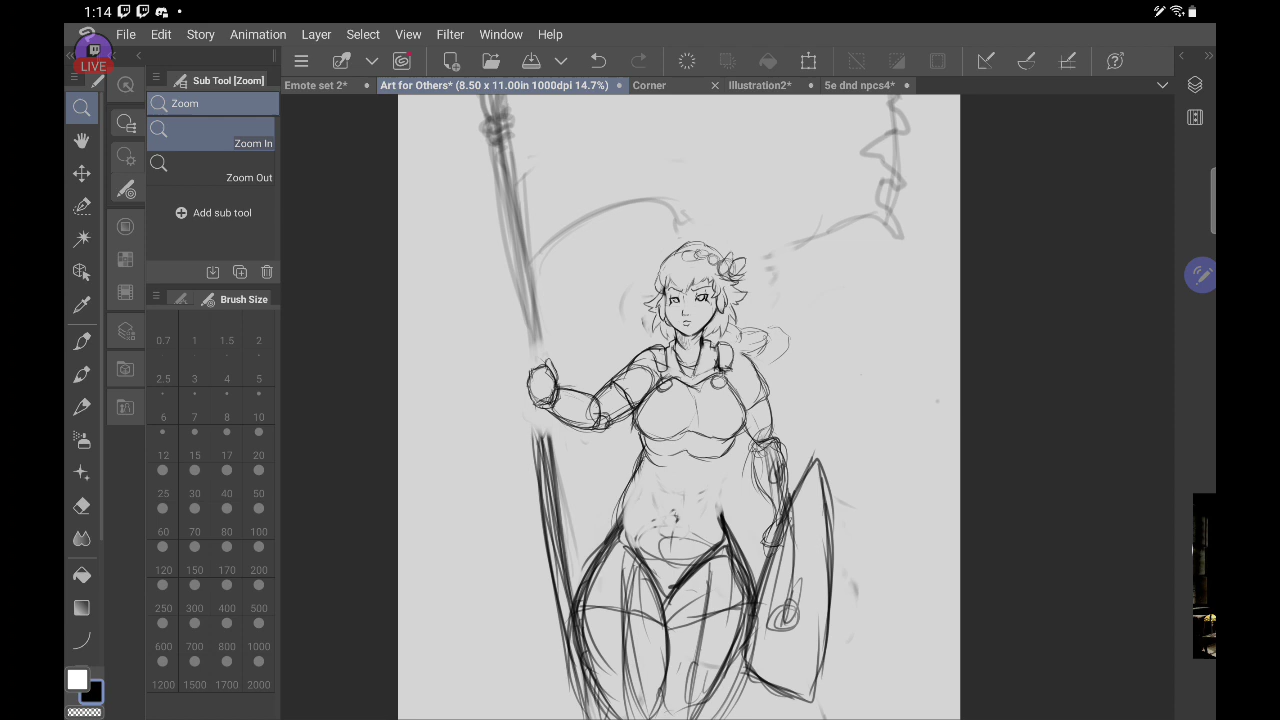 1:14
File Edit Story Animation Layer Select View Filter Window Help
LIVE
Sub Tool [Zoom]
Emote set 2* Art for Others* (8.50 x 11.00in 1000dpi 14.7%) Corner Illustration2* 5e dnd npcs4*
Zoom
Zoom In
Zoom Out
Add sub tool
Brush Size
0.7 1 1.5 2
2.5 3 4 5
6 7 8 10
12 15 17 20
25 30 40 50
60 70 80 100
120 150 170 200
250 300 400 500
600 700 800 1000
1200 1500 1700 2000